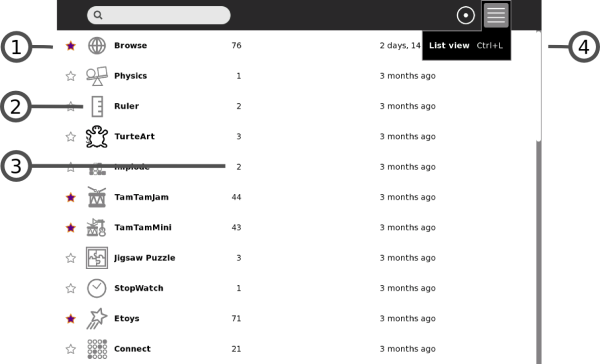 List view Ctrl+L
1 Browse 76 2 days, 14
4
Physics 1 3 months ago
2 Ruler 2 3 months ago
TurteArt 3 3 months ago
3 Implode 2 3 months ago
TamTamJam 44 3 months ago
TamTamMini 43 3 months ago
Jigsaw Puzzle 3 3 months ago
StopWatch 1 3 months ago
Etoys 71 3 months ago
Connect 21 3 months ago